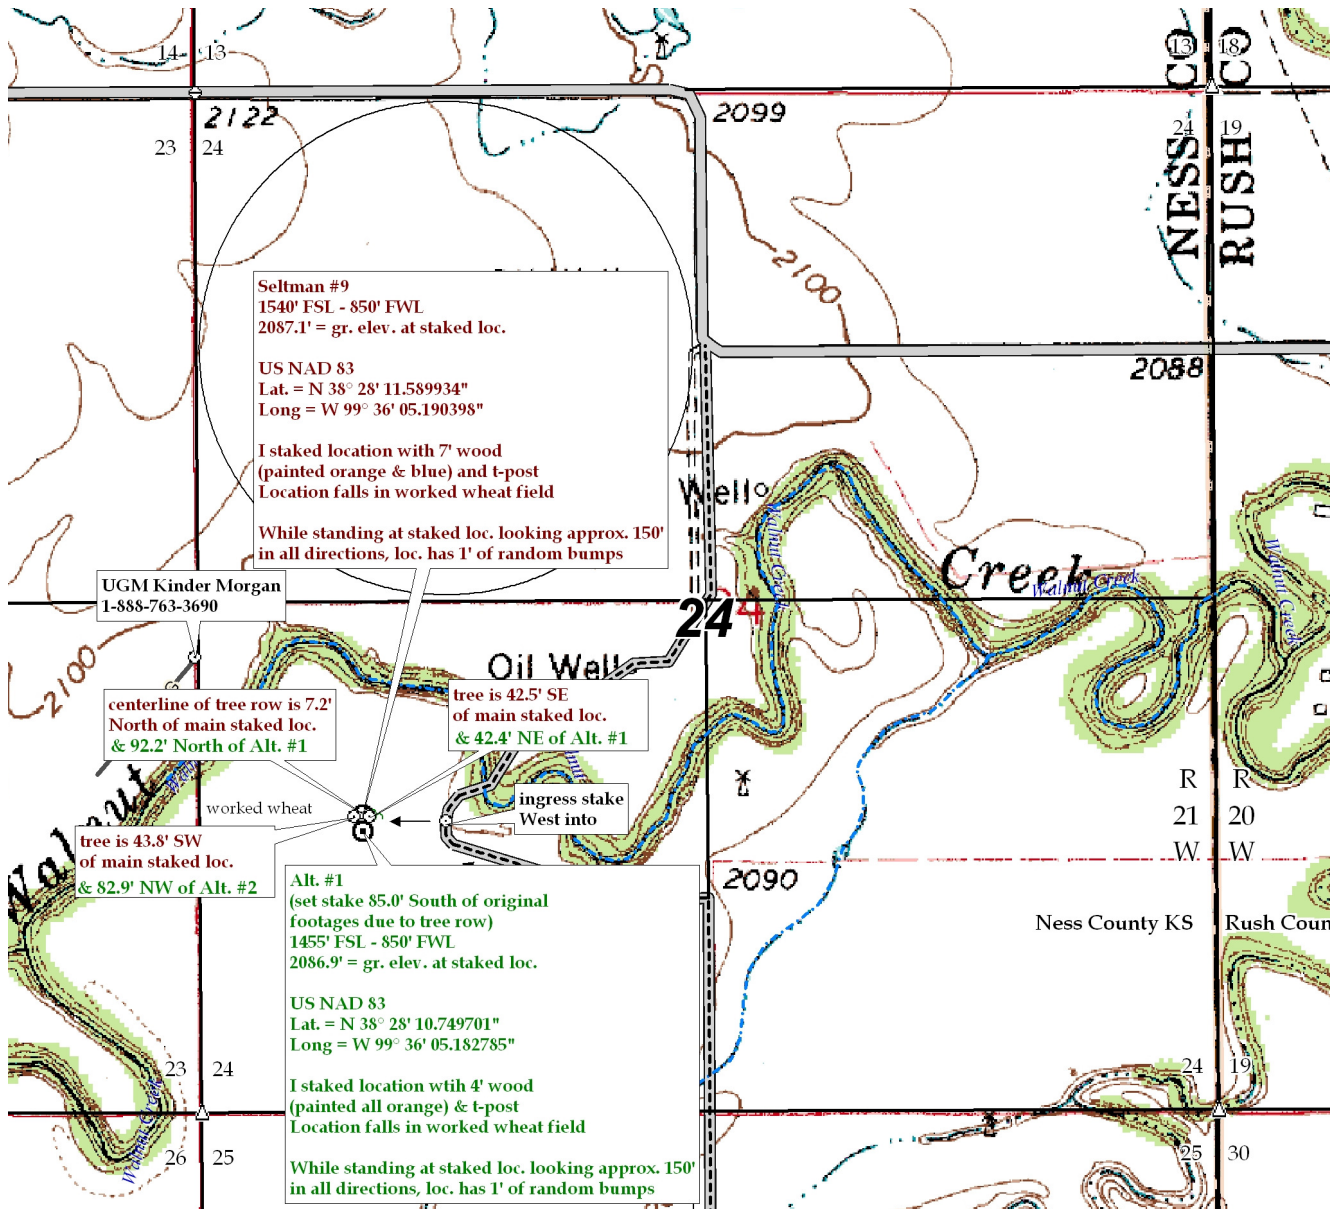 14 13
13 18
NESS CO
RUSH CO
2122
2099
23 24
24 19
2100
2088
Seltman #9
1540' FSL - 850' FWL
2087.1' = gr. elev. at staked loc.
US NAD 83
Lat. = N 38° 28' 11.589934"
Long = W 99° 36' 05.190398"
I staked location with 7' wood
(painted orange & blue) and t-post
Location falls in worked wheat field
While standing at staked loc. looking approx. 150'
in all directions, loc. has 1' of random bumps
Well
Walnut Creek
Creek
Walnut Creek
Walnut Creek
UGM Kinder Morgan
1-888-763-3690
24
24
2100
Oil Well
centerline of tree row is 7.2'
North of main staked loc.
& 92.2' North of Alt. #1
tree is 42.5' SE
of main staked loc.
& 42.4' NE of Alt. #1
Walnut
worked wheat
ingress stake
West into
R R
21 20
W W
tree is 43.8' SW
of main staked loc.
& 82.9' NW of Alt. #2
2090
Alt. #1
(set stake 85.0' South of original
footages due to tree row)
1455' FSL - 850' FWL
2086.9' = gr. elev. at staked loc.
US NAD 83
Lat. = N 38° 28' 10.749701"
Long = W 99° 36' 05.182785"
I staked location wtih 4' wood
(painted all orange) & t-post
Location falls in worked wheat field
While standing at staked loc. looking approx. 150'
in all directions, loc. has 1' of random bumps
Ness County KS
Rush Coun
23 24
24 19
Walnut Creek
26 25
25 30